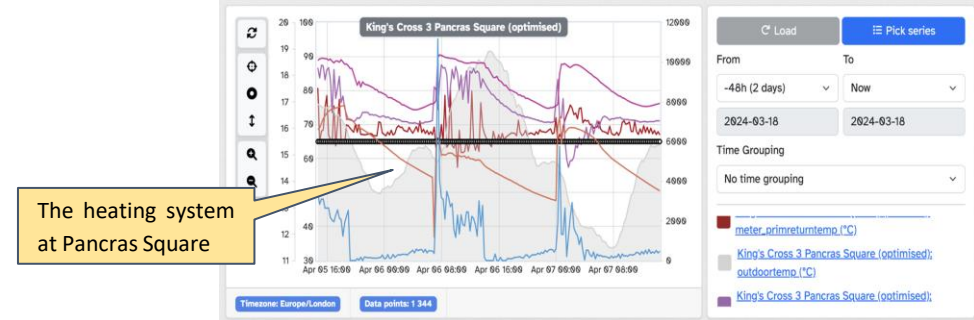 20 100
King's Cross 3 Pancras Square (optimised)
12000
19
18
17
16
15
14
13
12
11
90
80
70
60
40
30
10000
8000
6000
4000
2000
0
Apr 05 16:00 Apr 06 00:00 Apr 06 08:00 Apr 06 16:00 Apr 07 00:00 Apr 07 08:00
Timezone: Europe/London
Data points: 1 344
The heating system
at Pancras Square
Load
Pick series
From
To
-48h (2 days)
Now
2024-03-18
2024-03-18
Time Grouping
No time grouping
meter_primreturntemp (°C)
King's Cross 3 Pancras Square (optimised):
outdoortemp (°C)
King's Cross 3 Pancras Square (optimised):